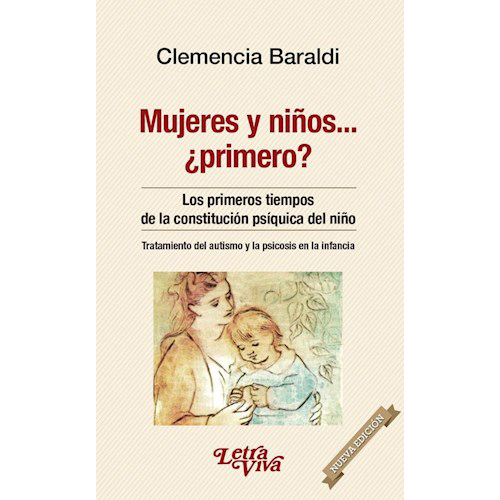 Clemencia Baraldi
Mujeres y niños...
¿primero?
Los primeros tiempos
de la constitución psíquica del niño
Tratamiento del autismo y la psicosis en la infancia
Letra
Viva
NUEVA EDICIÓN